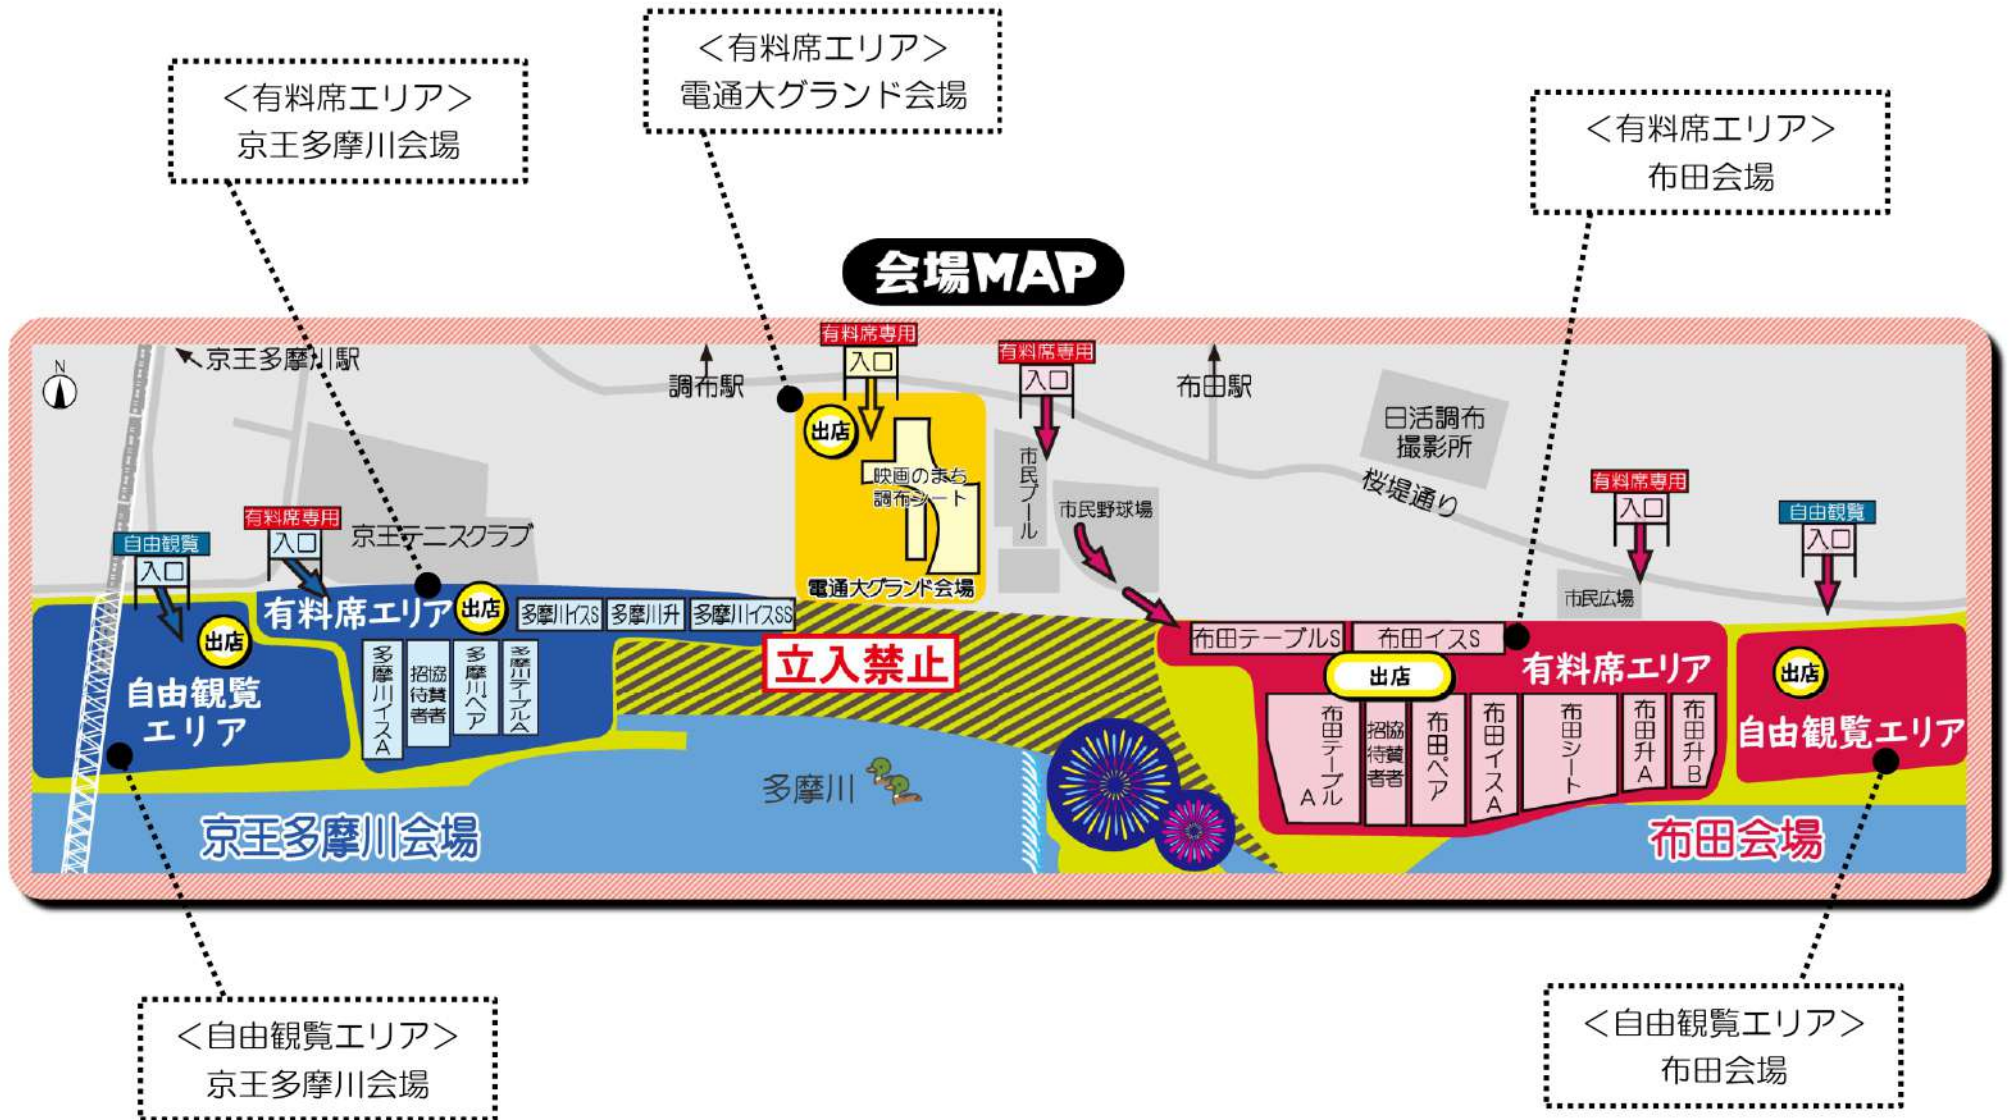 ＜有料席エリア＞
京王多摩川会場
＜有料席エリア＞
電通大グランド会場
＜有料席エリア＞
布田会場
会場MAP
N
京王多摩川駅
調布駅
有料席専用
入口
有料席専用
入口
布田駅
日活調布
撮影所
桜堤通り
出店
映画のまち
調布シート
電通大グランド会場
市民プール
市民野球場
有料席専用
入口
自由観覧
入口
市民広場
自由観覧
入口
有料席専用
入口
京王テニスクラブ
出店
自由観覧
エリア
有料席エリア
出店
多摩川イスS
多摩川升
多摩川イスSS
多摩川イスA
協賛者
招待者
多摩川ペア
多摩川テーブルA
立入禁止
多摩川
布田テーブルS
布田イスS
出店
有料席エリア
布田テーブルA
協賛者
招待者
布田ペア
布田イスA
布田シート
布田升A
布田升B
出店
自由観覧エリア
京王多摩川会場
布田会場
＜自由観覧エリア＞
京王多摩川会場
＜自由観覧エリア＞
布田会場